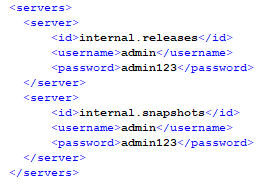 <servers>
  <server>
      <id>internal.releases</id>
      <username>admin</username>
      <password>admin123</password>
  </server>
  <server>
      <id>internal.snapshots</id>
      <username>admin</username>
      <password>admin123</password>
  </server>
</servers>